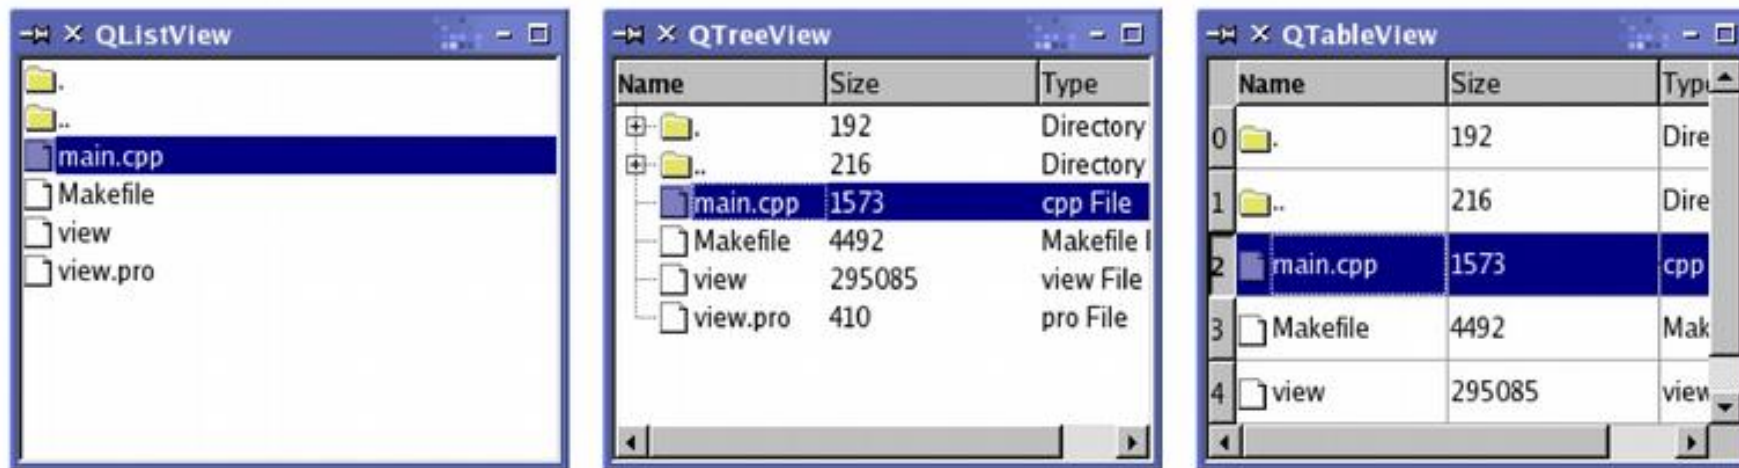 QListView
.
..
main.cpp
Makefile
view
view.pro
QTreeView
Name Size Type
. 192 Directory
.. 216 Directory
main.cpp 1573 cpp File
Makefile 4492 Makefile
view 295085 view File
view.pro 410 pro File
QTableView
Name Size Typ
0 . 192 Dire
1 .. 216 Dire
2 main.cpp 1573 cpp
3 Makefile 4492 Mak
4 view 295085 view